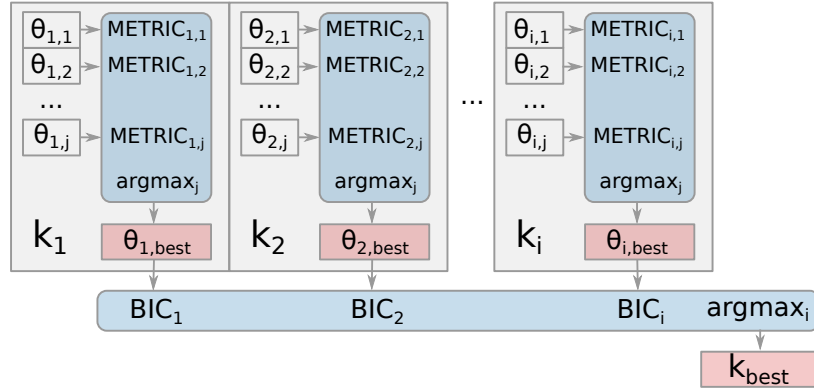 θ1,1 METRIC1,1 θ2,1 METRIC2,1 θi,1 METRICi,1
θ1,2 METRIC1,2 θ2,2 METRIC2,2 θi,2 METRICi,2
... ... ... ...
θ1,j METRIC1,j θ2,j METRIC2,j θi,j METRICi,j
argmaxj argmaxj argmaxj
k1 θ1,best k2 θ2,best ki θi,best
BIC1 BIC2 BICi argmaxi
kbest